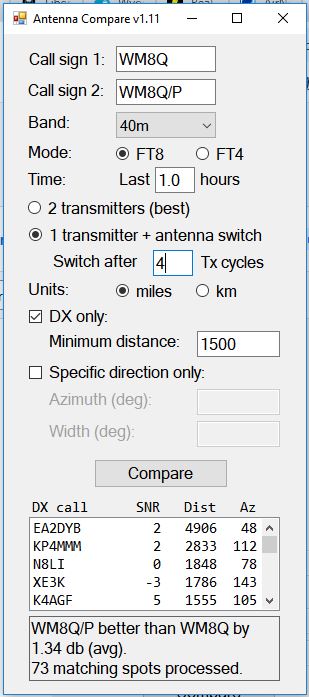 Antenna Compare v1.11
Call sign 1: WM8Q
Call sign 2: WM8Q/P
Band: 40m
Mode: FT8 FT4
Time: Last 1.0 hours
2 transmitters (best)
1 transmitter + antenna switch
Switch after 4 Tx cycles
Units: miles km
DX only:
Minimum distance: 1500
Specific direction only:
Azimuth (deg):
Width (deg):
Compare
DX call SNR Dist Az
EA2DYB 2 4906 48
KP4MMM 2 2833 112
N8LI 0 1848 78
XE3K -3 1786 143
K4AGF 5 1555 105
WM8Q/P better than WM8Q by
1.34 db (avg).
73 matching spots processed.